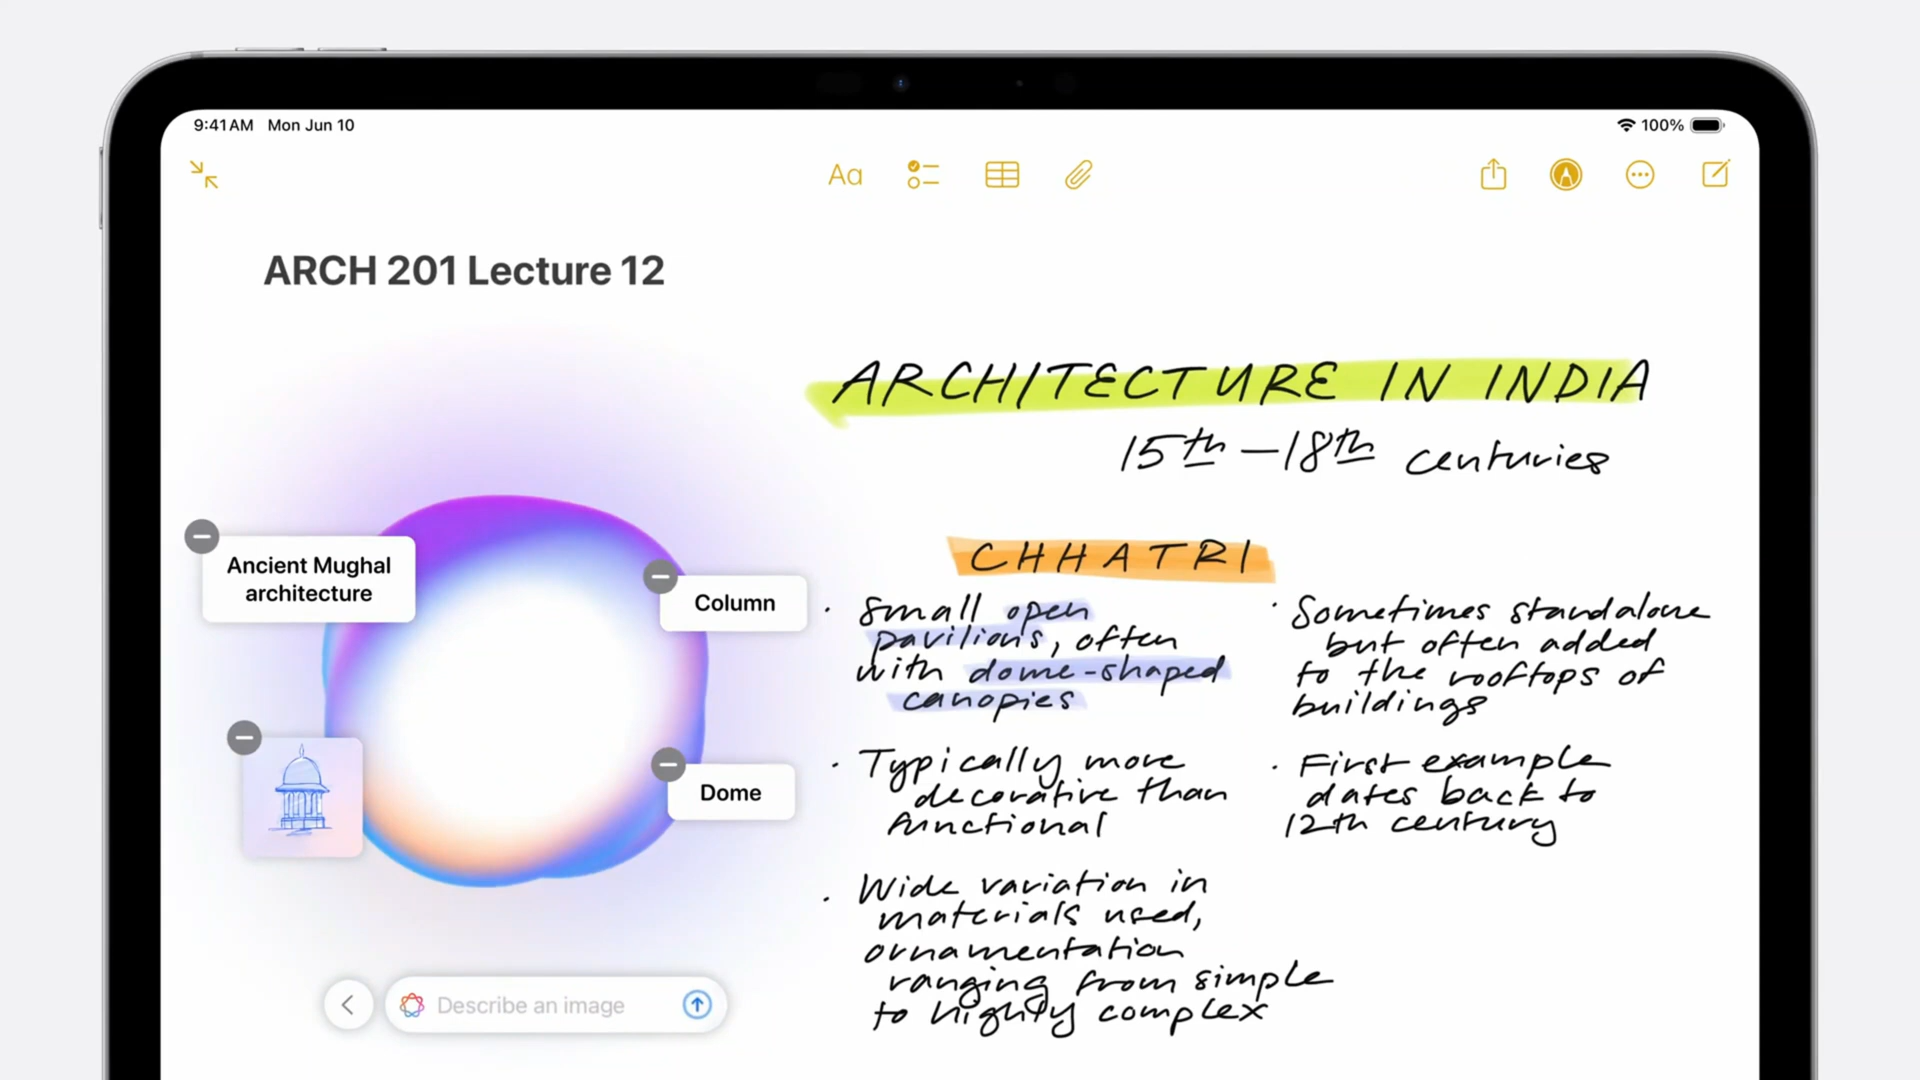 9:41 AM Mon Jun 10
100%
Aa
ARCH 201 Lecture 12
ARCHITECTURE IN INDIA
15th - 18th centuries
Ancient Mughal
architecture
Column
Dome
Describe an image
CHHATRI
· Small open
pavilions, often
with dome-shaped
canopies
· Typically more
decorative than
functional
· Wide variation in
materials used,
ornamentation
ranging from simple
to highly complex
· Sometimes standalone
but often added
to the rooftops of
buildings
· First example
dates back to
12th century